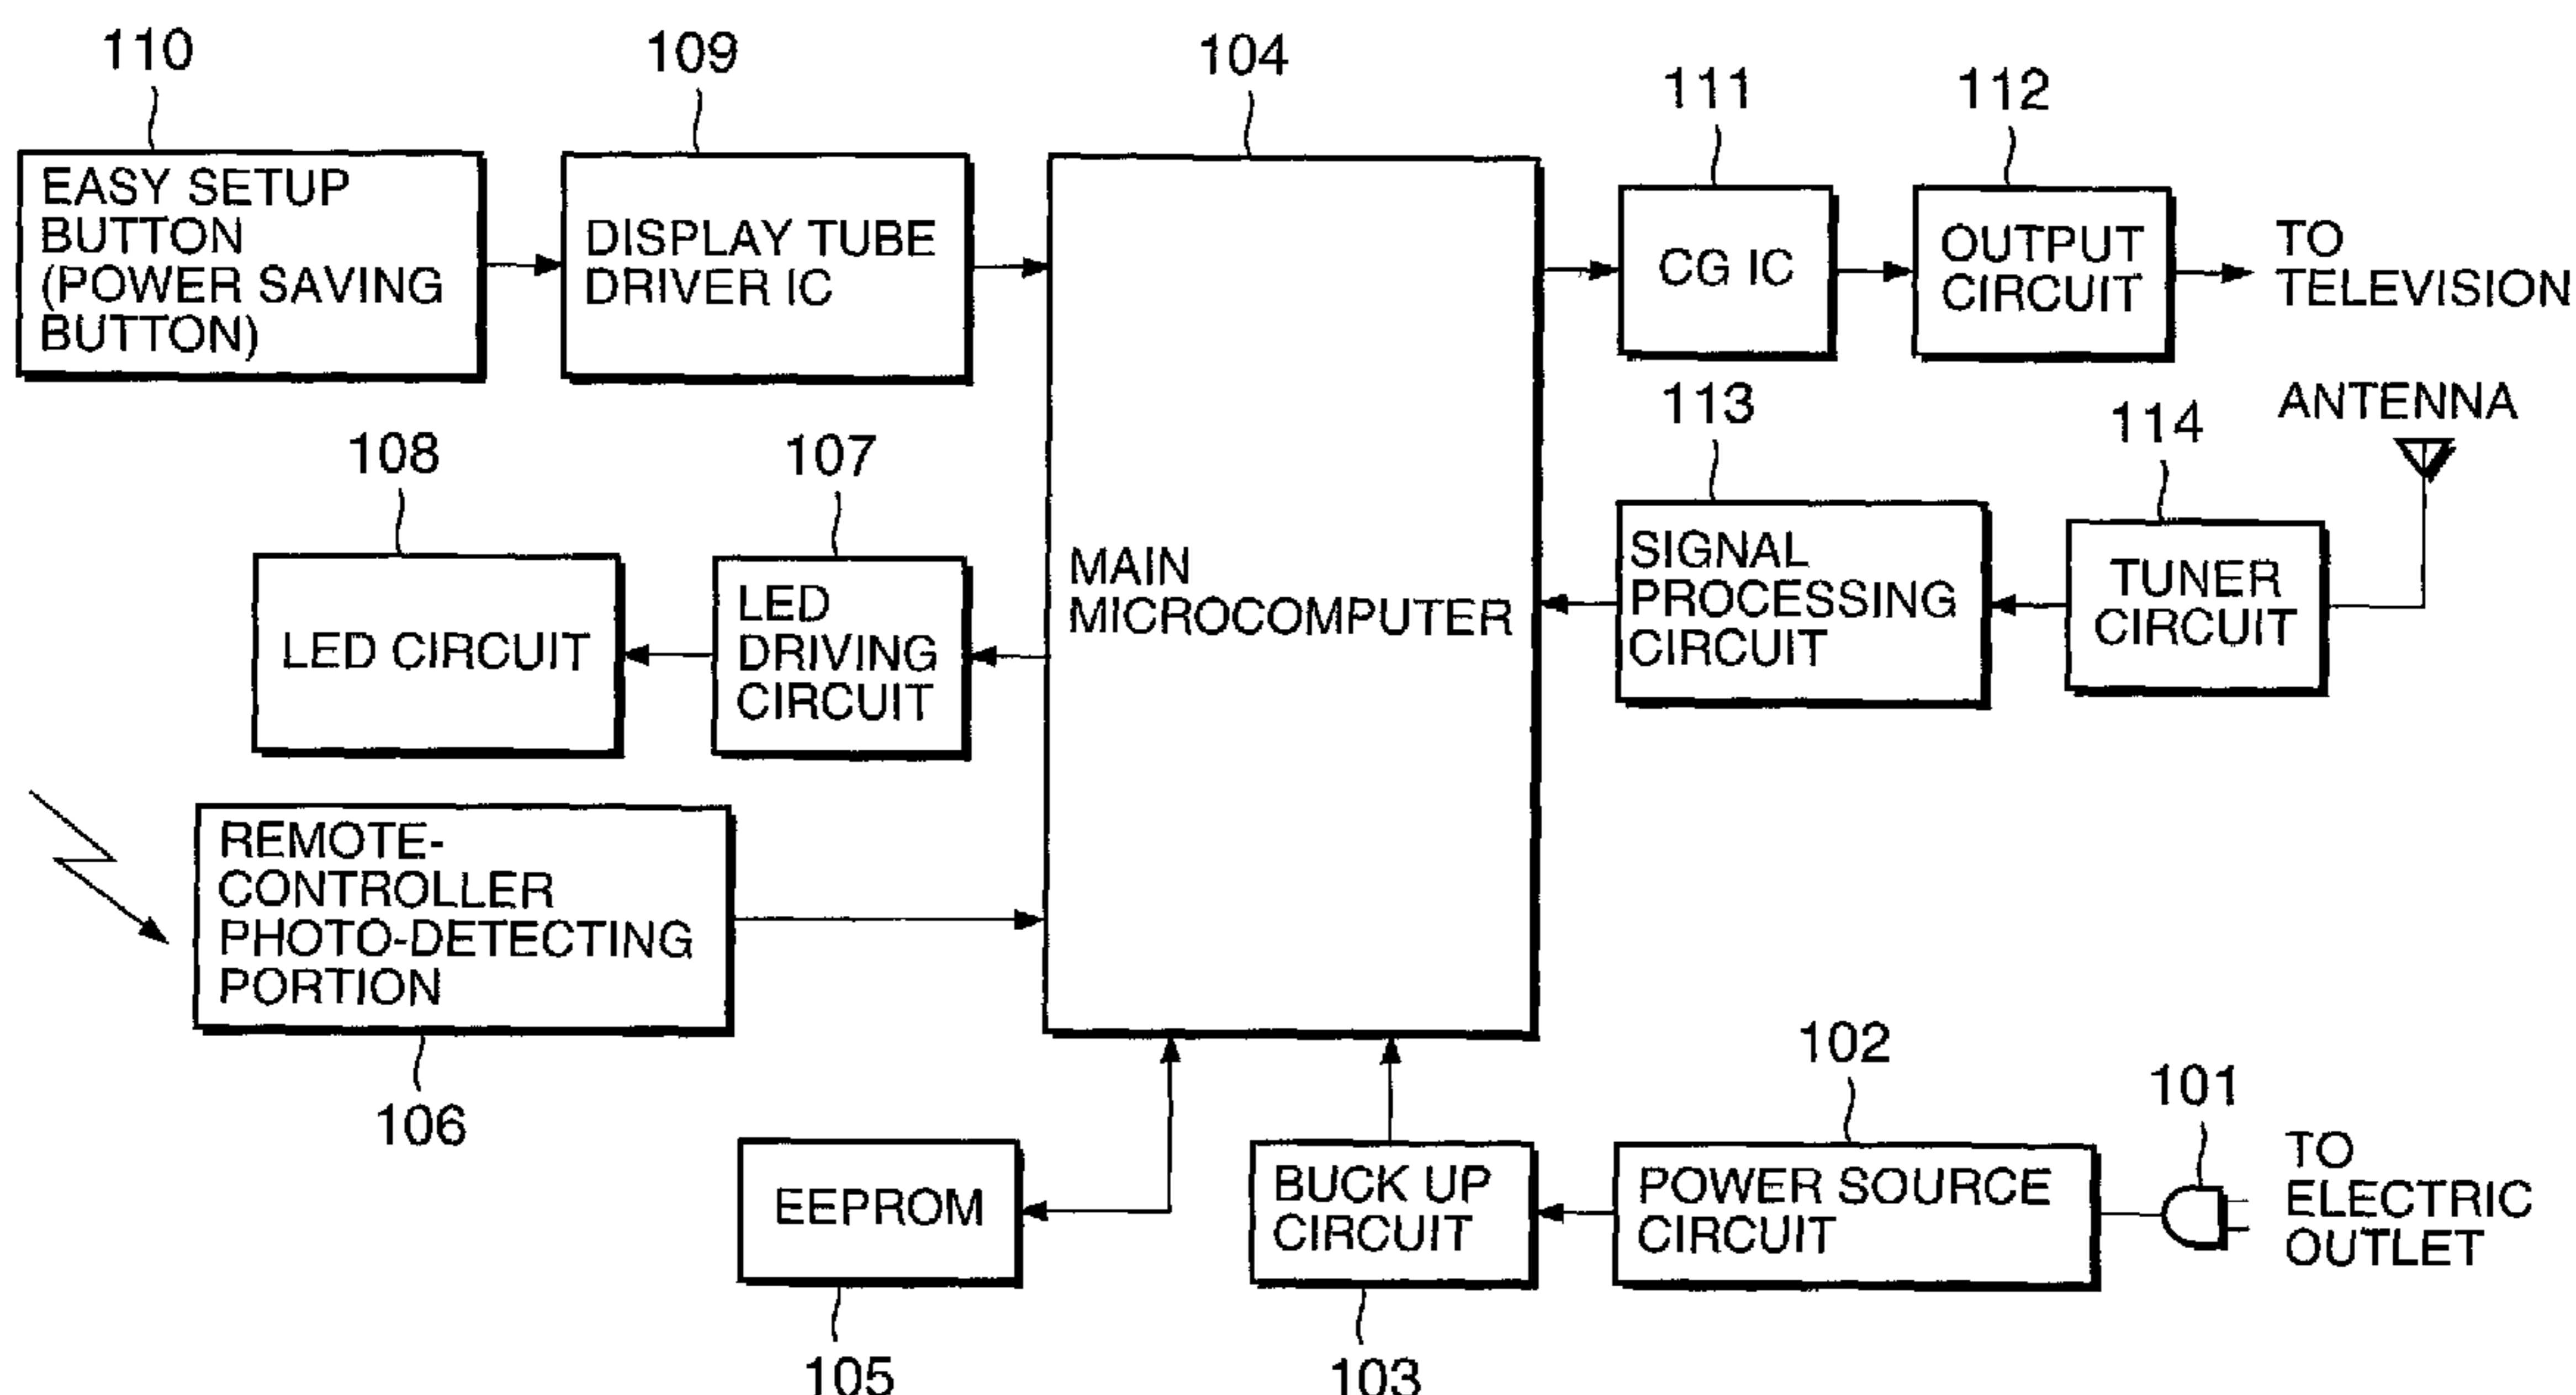 110
109
104
111
112
EASY SETUP
BUTTON
(POWER SAVING
BUTTON)
DISPLAY TUBE
DRIVER IC
CG IC
OUTPUT
CIRCUIT
TO
TELEVISION
108
107
113
114
ANTENNA
LED CIRCUIT
LED
DRIVING
CIRCUIT
MAIN
MICROCOMPUTER
SIGNAL
PROCESSING
CIRCUIT
TUNER
CIRCUIT
REMOTE-
CONTROLLER
PHOTO-DETECTING
PORTION
106
102
101
EEPROM
BUCK UP
CIRCUIT
POWER SOURCE
CIRCUIT
TO
ELECTRIC
OUTLET
105
103